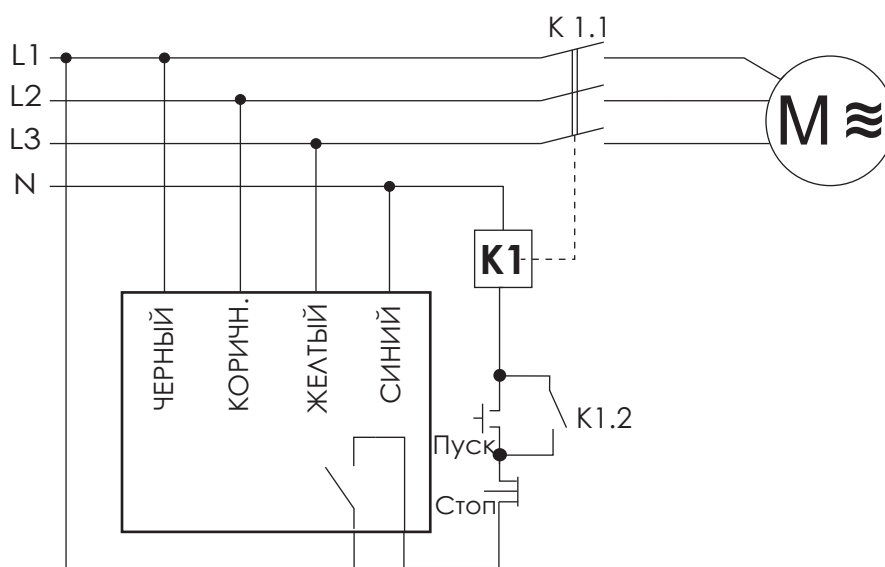 K 1.1
L1
L2
L3
N
M
K1
ЧЕРНЫЙ
КОРИЧН.
ЖЕЛТЫЙ
СИНИЙ
K1.2
Пуск
Стоп